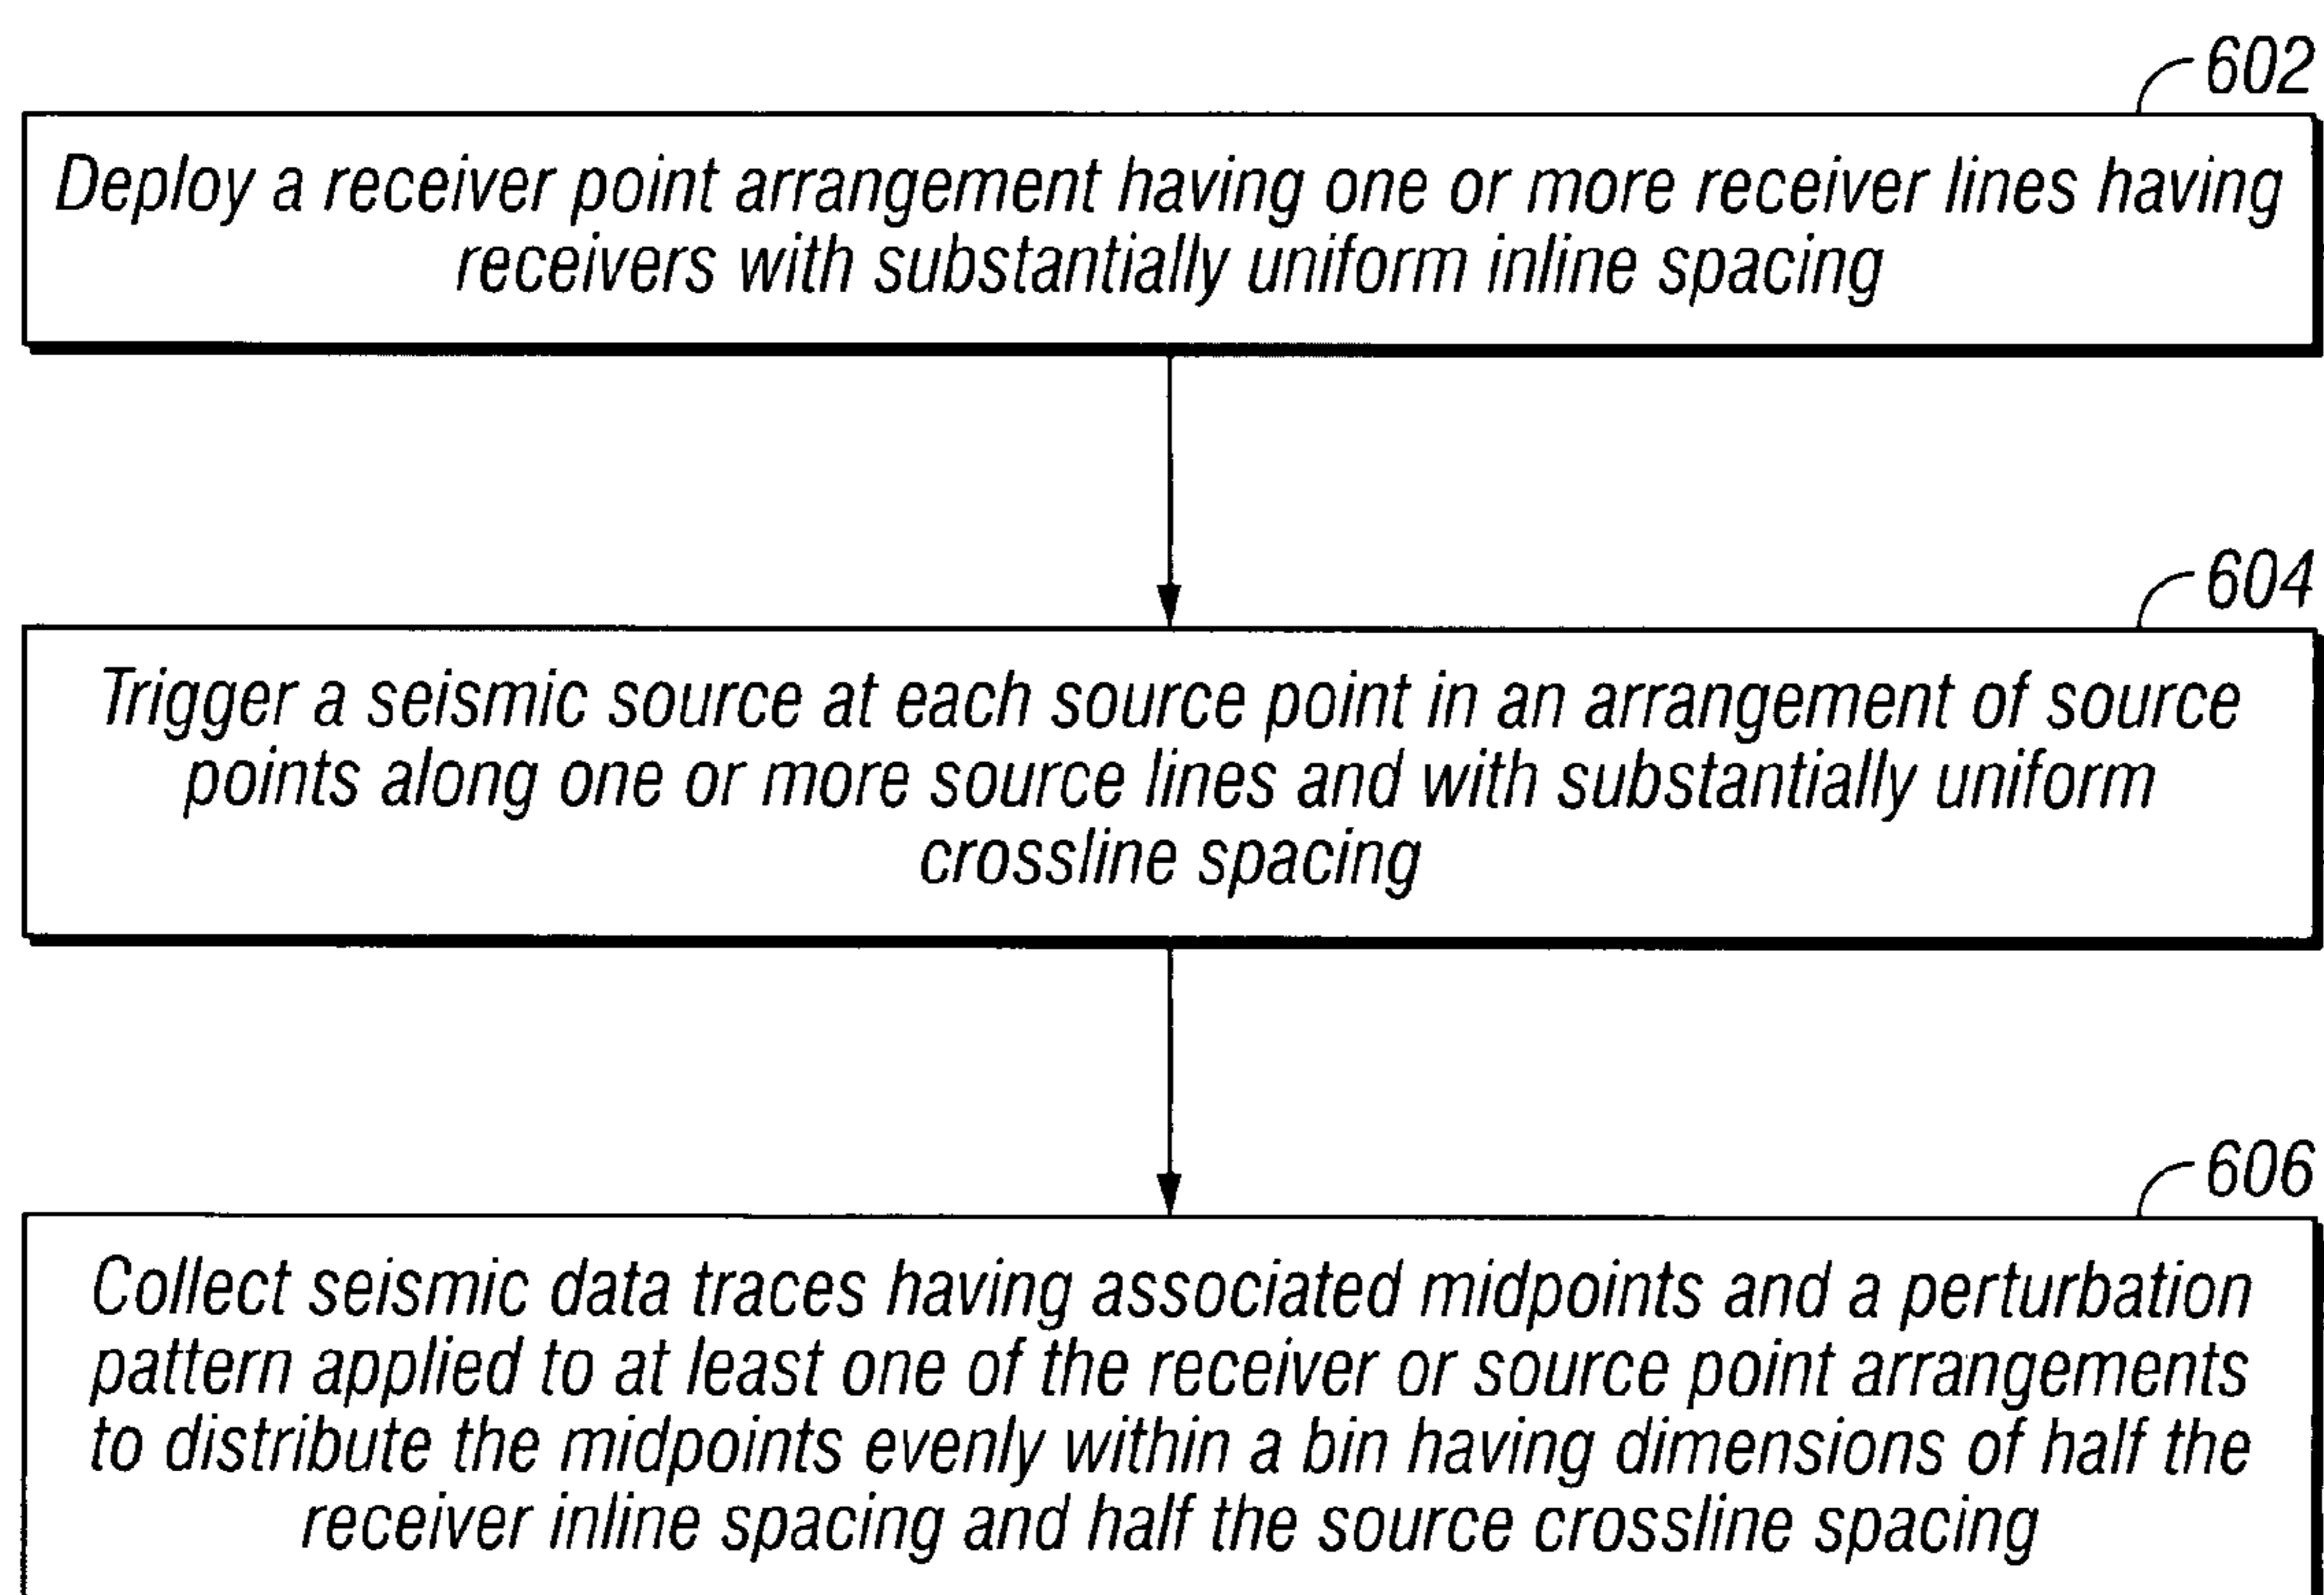 602
Deploy a receiver point arrangement having one or more receiver lines having
receivers with substantially uniform inline spacing
604
Trigger a seismic source at each source point in an arrangement of source
points along one or more source lines and with substantially uniform
crossline spacing
606
Collect seismic data traces having associated midpoints and a perturbation
pattern applied to at least one of the receiver or source point arrangements
to distribute the midpoints evenly within a bin having dimensions of half the
receiver inline spacing and half the source crossline spacing